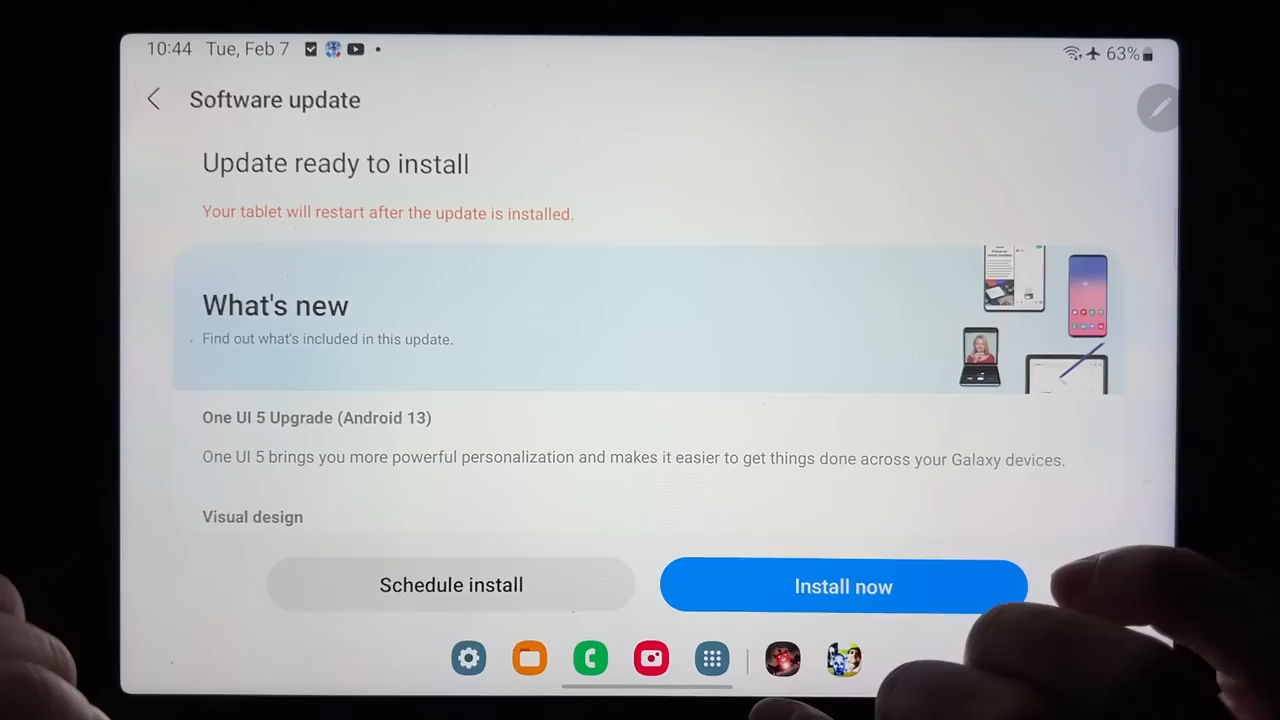 10:44 Tue, Feb 7
63%
Software update
Update ready to install
Your tablet will restart after the update is installed.
What's new
Find out what's included in this update.
One UI 5 Upgrade (Android 13)
One UI 5 brings you more powerful personalization and makes it easier to get things done across your Galaxy devices.
Visual design
Schedule install
Install now